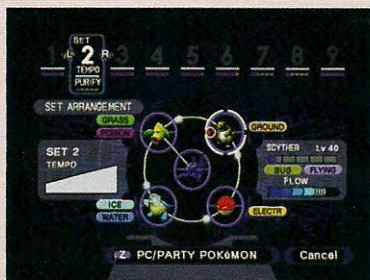 1 SET 3 4 5 6 7 8 9
L 2 R
TEMPO
PURIFY
SET ARRANGEMENT
GRASS
POISON
GROUND
SET 2
TEMPO
SCYTHER Lv 40
BUG FLYING
FLOW
ICE
WATER
ELECTR
Z PC/PARTY POKéMON Cancel